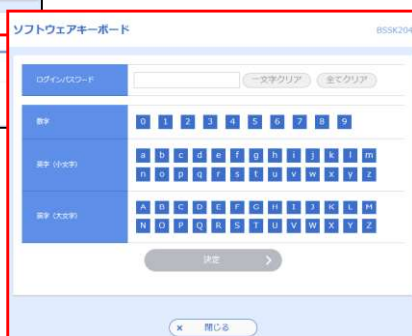 ソフトウェアキーボード
BSSK204
ログインパスワード
一文字クリア
全てクリア
数字
0 1 2 3 4 5 6 7 8 9
英字（小文字）
a b c d e f g h i j k l m
n o p q r s t u v w x y z
英字（大文字）
A B C D E F G H I J K L M
N O P Q R S T U V W X Y Z
決定
× 閉じる